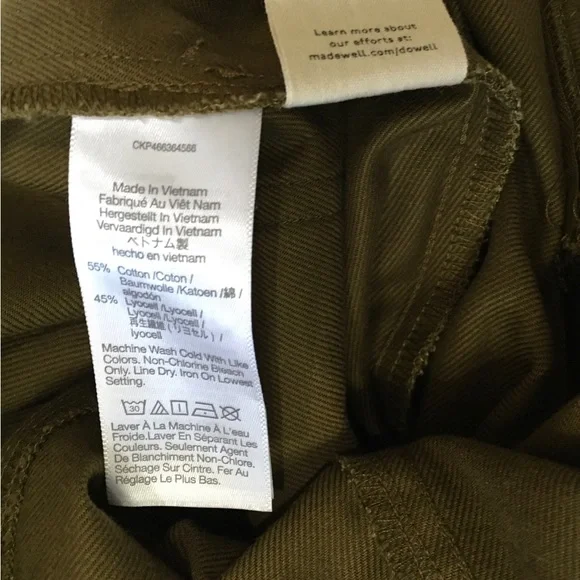 Learn more about
our efforts at:
madewell.com/dowell
CKP466364566
Made In Vietnam
Fabriqué Au Viêt Nam
Hergestellt In Vietnam
Vervaardigd In Vietnam
ベトナム製
hecho en vietnam
55% Cotton /Coton /
Baumwolle /Katoen /綿 /
algodón
45% Lyocell /Lyocell /
Lyocell /Lyocell /
再生繊維 (リヨセル) /
lyocell
Machine Wash Cold With Like
Colors. Non-Chlorine Bleach
Only. Line Dry. Iron On Lowest
Setting.
30
Laver À La Machine À L'eau
Froide.Laver En Séparant Les
Couleurs. Seulement Agent
De Blanchiment Non-Chlore.
Séchage Sur Cintre. Fer Au
Réglage Le Plus Bas.